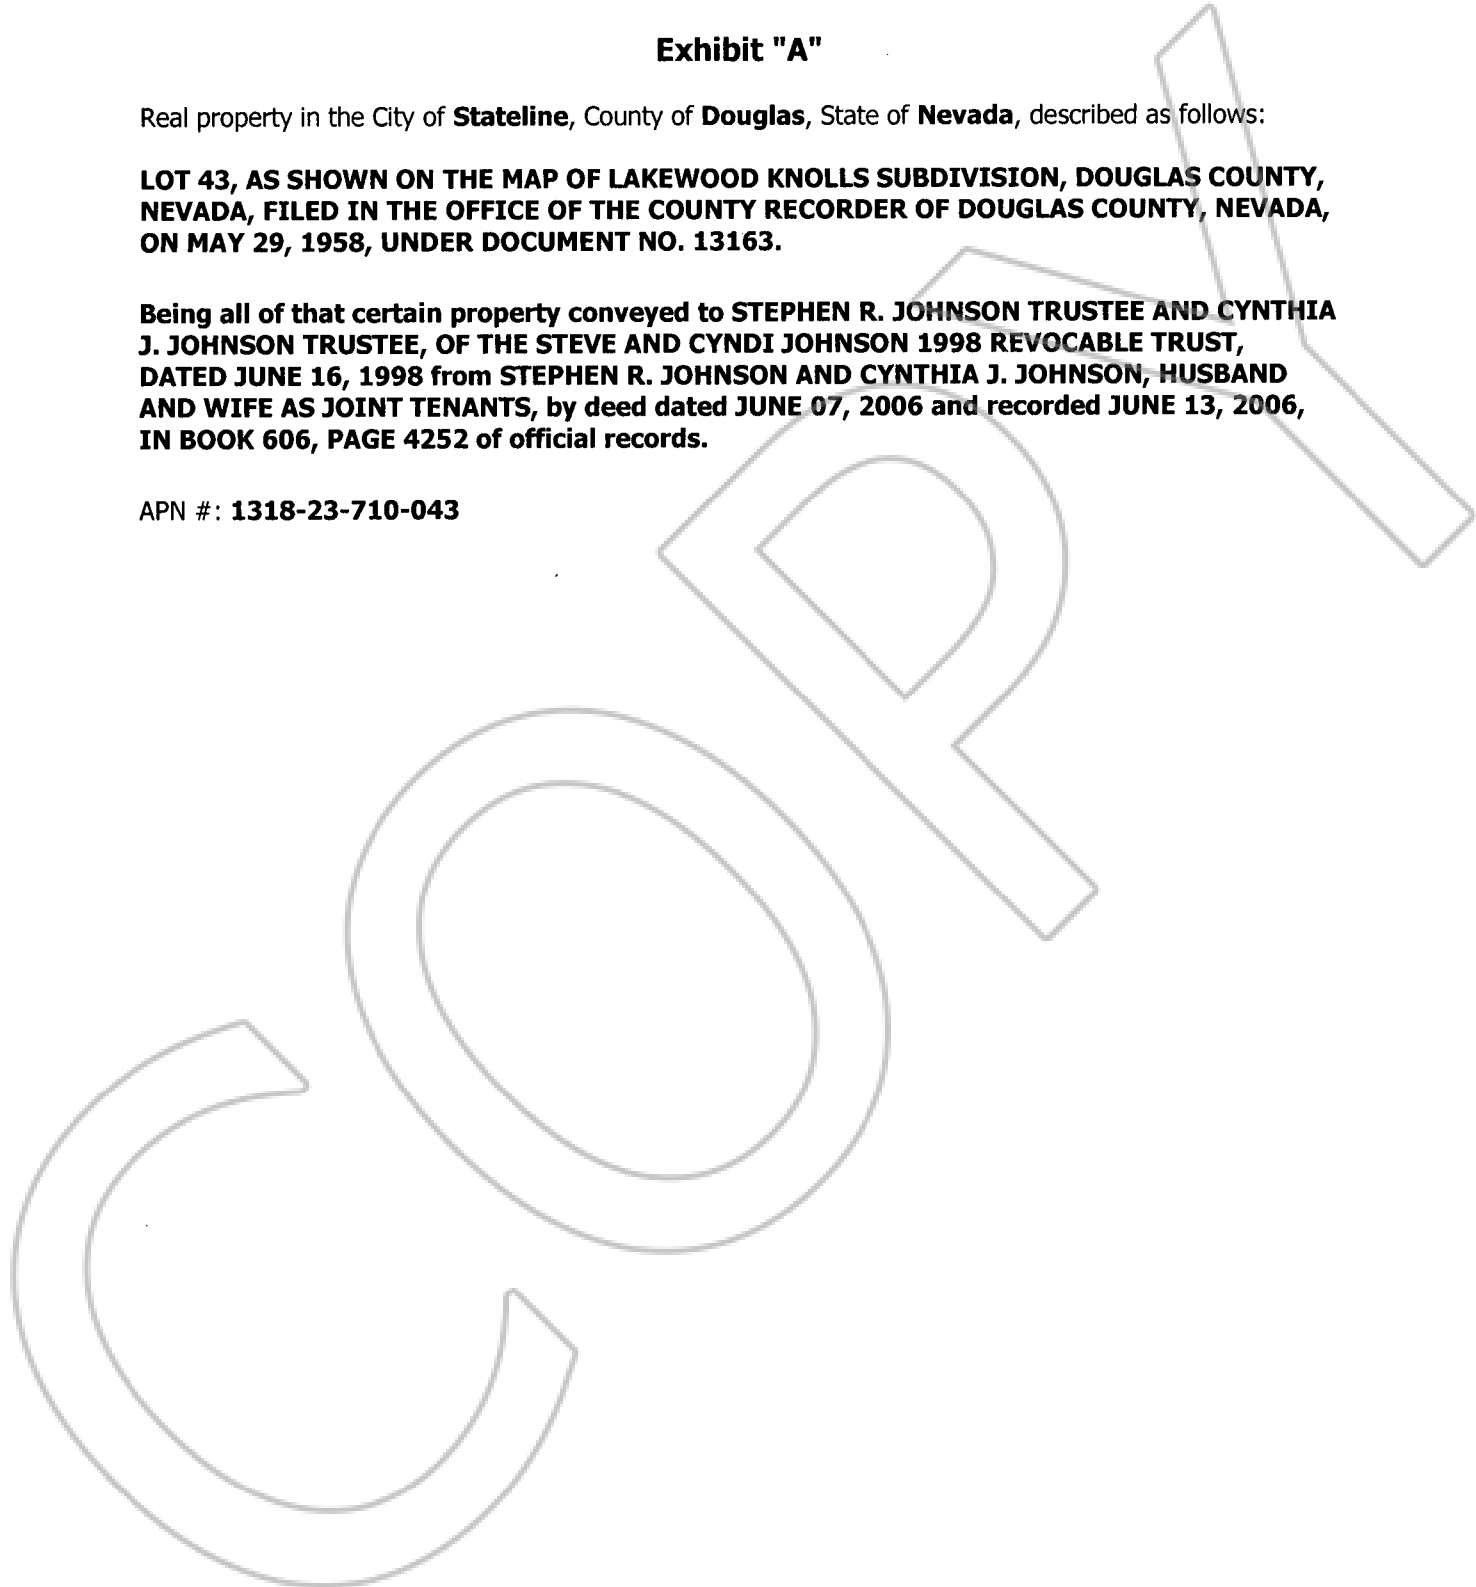 Exhibit "A"
Real property in the City of Stateline, County of Douglas, State of Nevada, described as follows:
LOT 43, AS SHOWN ON THE MAP OF LAKEWOOD KNOLLS SUBDIVISION, DOUGLAS COUNTY,
NEVADA, FILED IN THE OFFICE OF THE COUNTY RECORDER OF DOUGLAS COUNTY, NEVADA,
ON MAY 29, 1958, UNDER DOCUMENT NO. 13163.
Being all of that certain property conveyed to STEPHEN R. JOHNSON TRUSTEE AND CYNTHIA
J. JOHNSON TRUSTEE, OF THE STEVE AND CYNDI JOHNSON 1998 REVOCABLE TRUST,
DATED JUNE 16, 1998 from STEPHEN R. JOHNSON AND CYNTHIA J. JOHNSON, HUSBAND
AND WIFE AS JOINT TENANTS, by deed dated JUNE 07, 2006 and recorded JUNE 13, 2006,
IN BOOK 606, PAGE 4252 of official records.
APN #: 1318-23-710-043
COPY